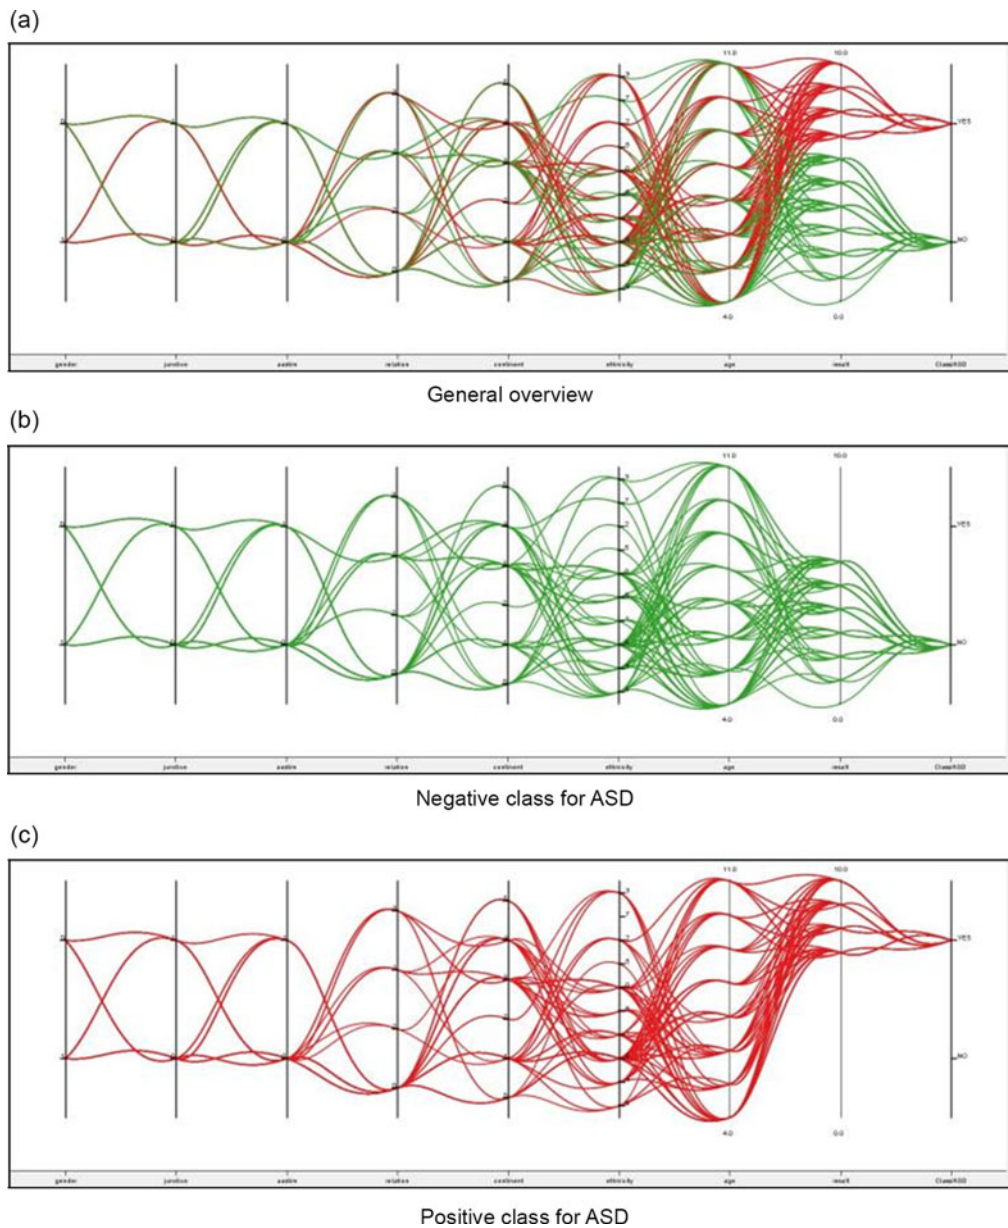 (a)
11.0 10.0
YES
NO
4.0 0.0
gender jundice austim relation continent ethnicity age result ClassASD
General overview
(b)
11.0 10.0
YES
NO
4.0 0.0
gender jundice austim relation continent ethnicity age result ClassASD
Negative class for ASD
(c)
11.0 10.0
YES
NO
4.0 0.0
gender jundice austim relation continent ethnicity age result ClassASD
Positive class for ASD